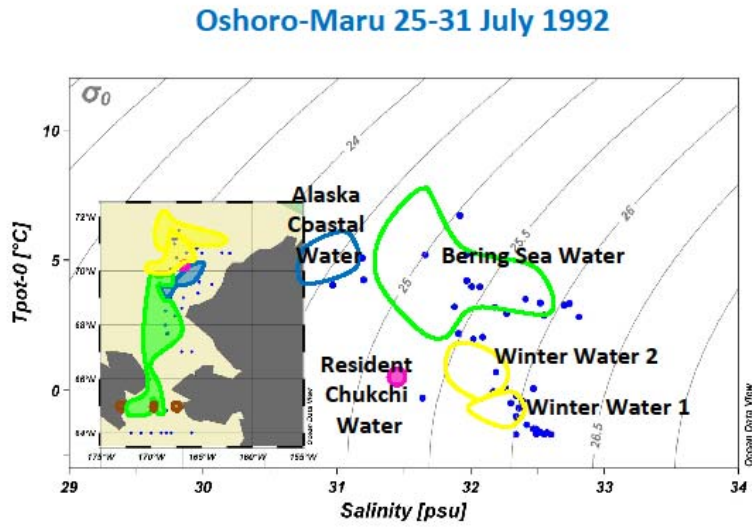 Oshoro-Maru 25-31 July 1992
σ0
10
5
0
Tpot-0 [°C]
24
25
25.5
26
26.5
Alaska
Coastal
Water
Bering Sea Water
Resident
Chukchi
Water
Winter Water 2
Winter Water 1
72°W
70°W
68°W
66°W
64°W
175°W
170°W
165°W
160°W
155°W
Ocean Data View
Ocean Data View
29
30
31
32
33
34
Salinity [psu]